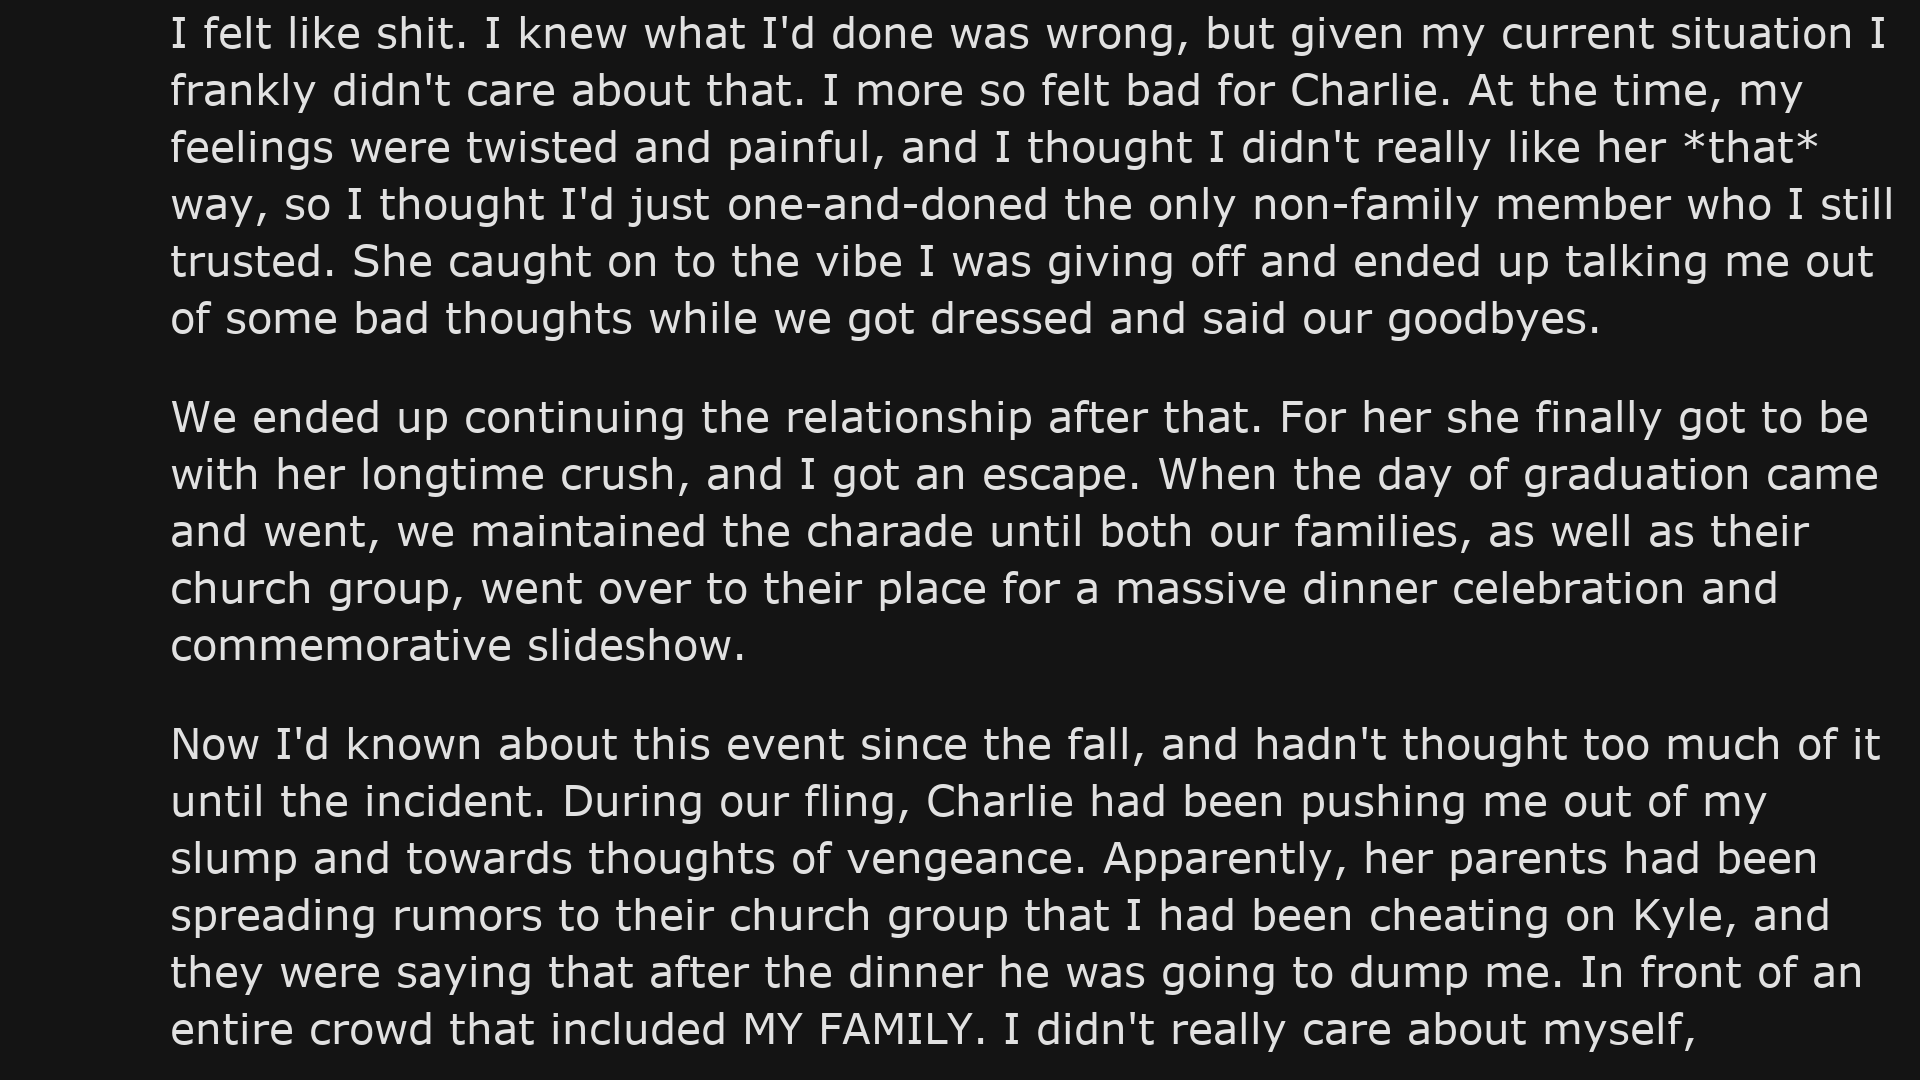 I felt like shit. I knew what I'd done was wrong, but given my current situation I
frankly didn't care about that. I more so felt bad for Charlie. At the time, my
feelings were twisted and painful, and I thought I didn't really like her *that*
way, so I thought I'd just one-and-doned the only non-family member who I still
trusted. She caught on to the vibe I was giving off and ended up talking me out
of some bad thoughts while we got dressed and said our goodbyes.
We ended up continuing the relationship after that. For her she finally got to be
with her longtime crush, and I got an escape. When the day of graduation came
and went, we maintained the charade until both our families, as well as their
church group, went over to their place for a massive dinner celebration and
commemorative slideshow.
Now I'd known about this event since the fall, and hadn't thought too much of it
until the incident. During our fling, Charlie had been pushing me out of my
slump and towards thoughts of vengeance. Apparently, her parents had been
spreading rumors to their church group that I had been cheating on Kyle, and
they were saying that after the dinner he was going to dump me. In front of an
entire crowd that included MY FAMILY. I didn't really care about myself,